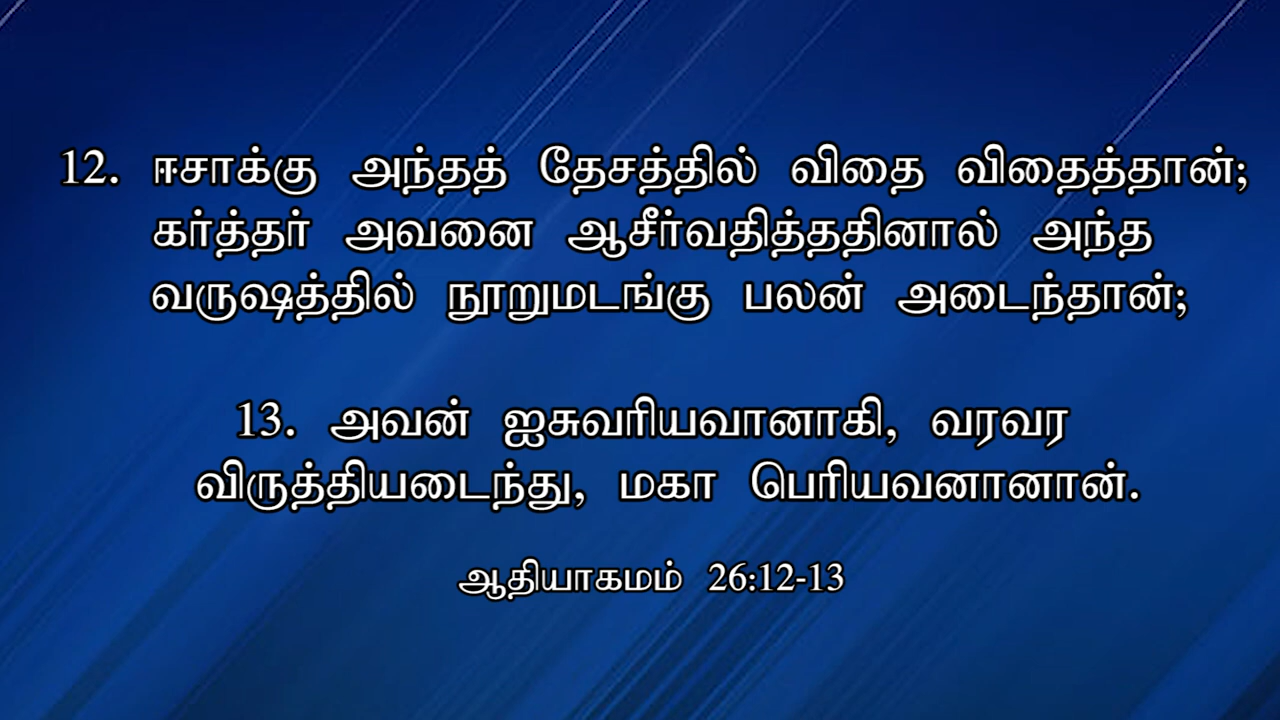 12. ஈசாக்கு அந்தத் தேசத்தில் விதை விதைத்தான்;
கர்த்தர் அவனை ஆசீர்வதித்ததினால் அந்த
வருஷத்தில் நூறுமடங்கு பலன் அடைந்தான்;
13. அவன் ஐசுவரியவானாகி, வரவர
விருத்தியடைந்து, மகா பெரியவனானான்.
ஆதியாகமம் 26:12-13